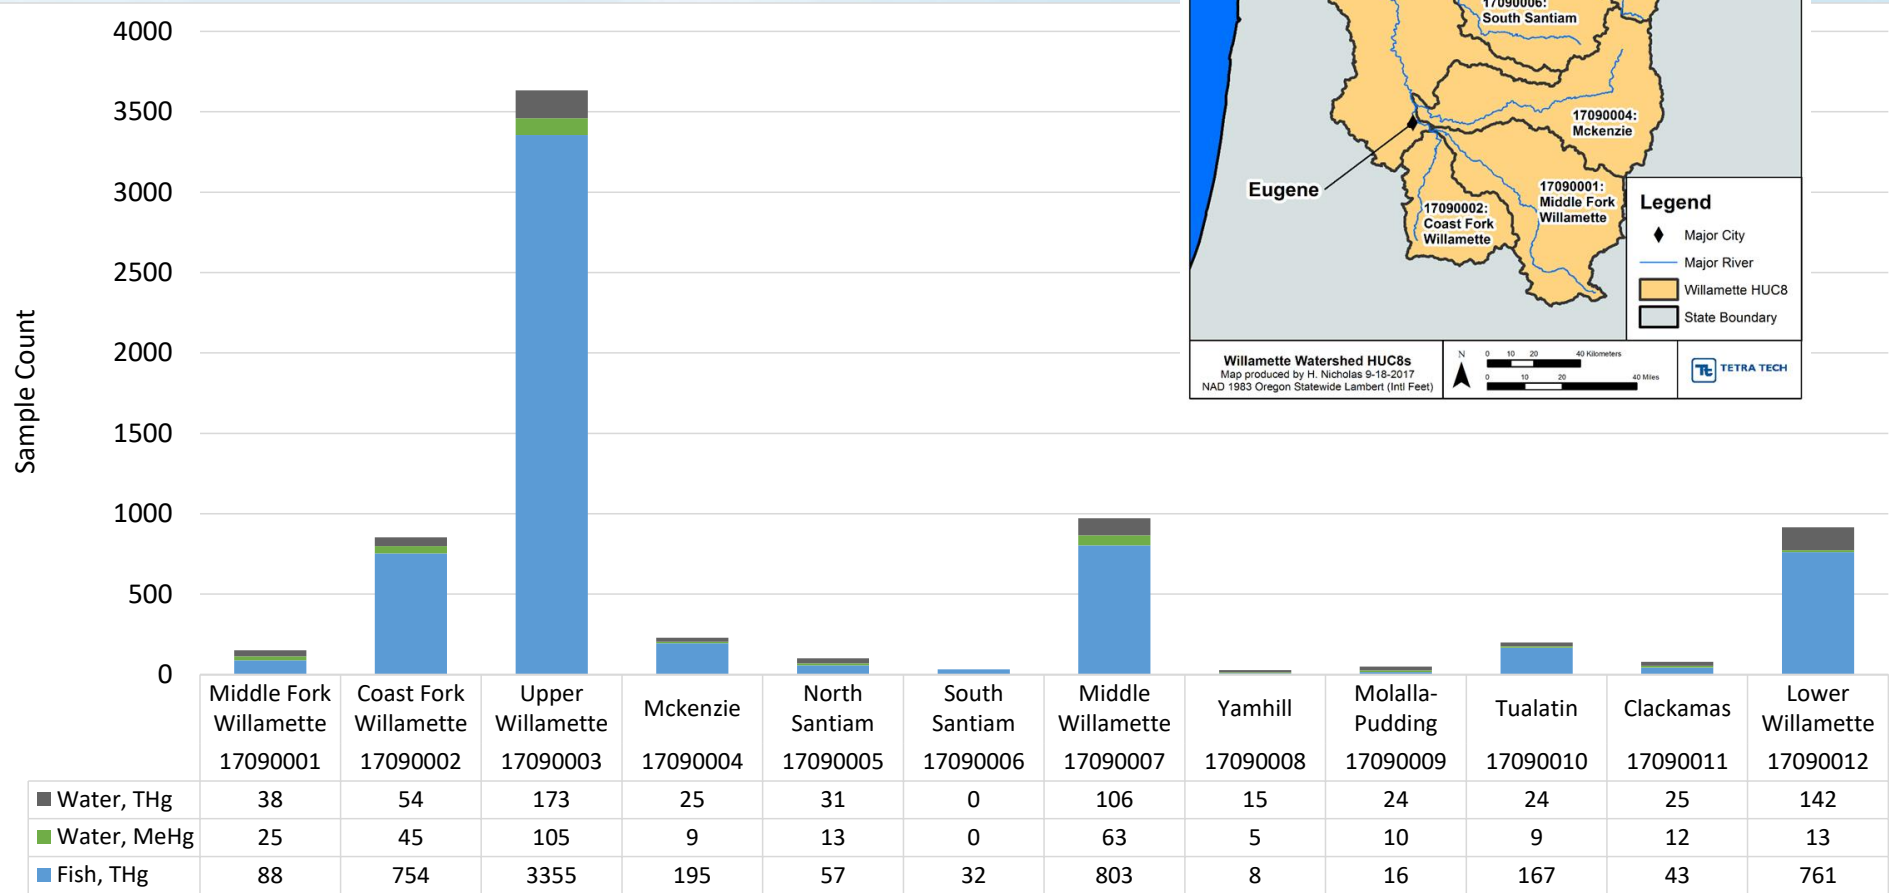 4000
3500
3000
2500
2000
1500
1000
500
0
Sample Count
17090006:
South Santiam
17090004:
Mckenzie
Eugene
17090001:
Middle Fork
Willamette
17090002:
Coast Fork
Willamette
Legend
Major City
Major River
Willamette HUC8
State Boundary
Willamette Watershed HUC8s
Map produced by H. Nicholas 9-18-2017
NAD 1983 Oregon Statewide Lambert (Intl Feet)
N
0 10 20 40 Kilometers
0 10 20 40 Miles
Tt TETRA TECH
Middle Fork Willamette Coast Fork Willamette Upper Willamette Mckenzie North Santiam South Santiam Middle Willamette Yamhill Molalla-Pudding Tualatin Clackamas Lower Willamette
17090001 17090002 17090003 17090004 17090005 17090006 17090007 17090008 17090009 17090010 17090011 17090012
Water, THg 38 54 173 25 31 0 106 15 24 24 25 142
Water, MeHg 25 45 105 9 13 0 63 5 10 9 12 13
Fish, THg 88 754 3355 195 57 32 803 8 16 167 43 761